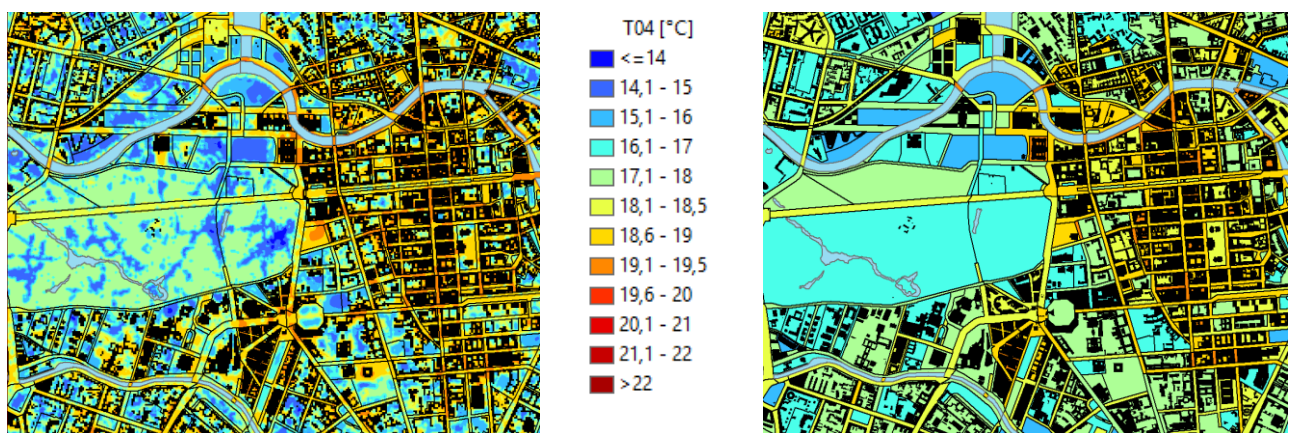 T04 [°C]
<=14
14,1 - 15
15,1 - 16
16,1 - 17
17,1 - 18
18,1 - 18,5
18,6 - 19
19,1 - 19,5
19,6 - 20
20,1 - 21
21,1 - 22
>22